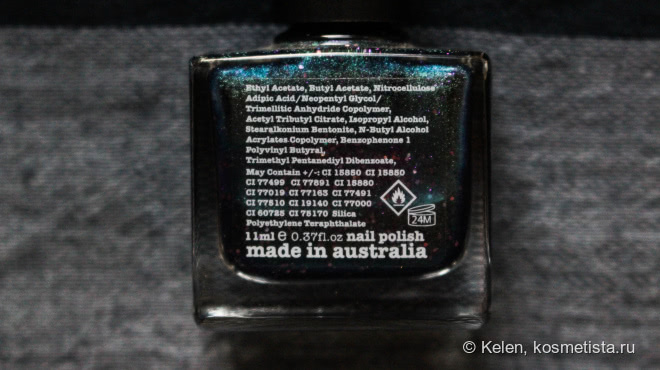 Ethyl Acetate, Butyl Acetate, Nitrocellulose
Adipic Acid/Neopentyl Glycol/
Trimellitic Anhydride Copolymer,
Acetyl Tributyl Citrate, Isopropyl Alcohol,
Stearalkonium Bentonite, N-Butyl Alcohol
Acrylates Copolymer, Benzophenone 1
Polyvinyl Butyral,
Trimethyl Pentanediyl Dibenzoate,
May Contain +/-: CI 15850 CI 15850
CI 77499 CI 77891 CI 15880
CI 77019 CI 77163 CI 77491
CI 77510 CI 19140 CI 77000
CI 60725 CI 75170 Silica
Polyethylene Teraphthalate
24M
11ml e 0.37fl.oz nail polish
made in australia
© Kelen, kosmetista.ru